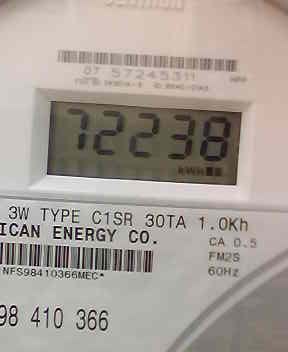 07 57245311
72238
KWH
3W TYPE C1SR 30TA 1.0Kh
ICAN ENERGY CO.
CA 0.5
FM2S
NFS98410366MEC*
60Hz
98 410 366